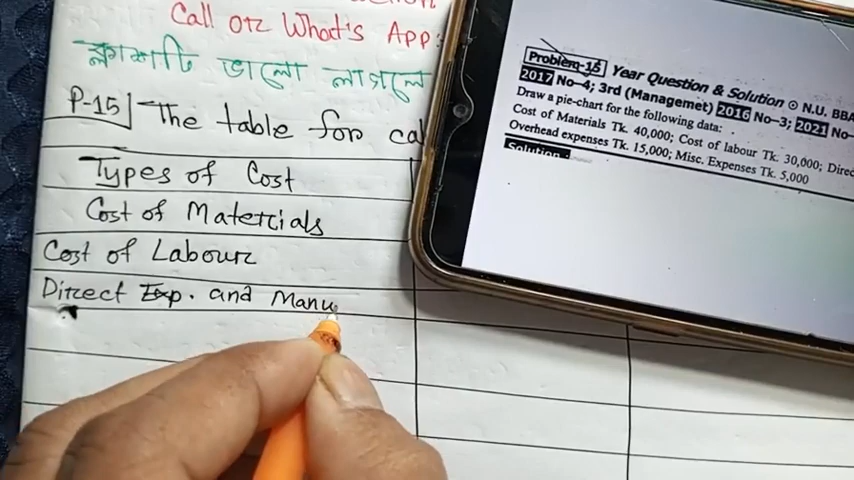 Call or What's App:
ক্লাশটি ভালো লাগলে
P-15 The table for cal
Types of Cost
Cost of Materials
Cost of Labour
Direct Exp. and Manu
Problem-15 Year Question & Solution ⊙ N.U. BBA
2017 No-4; 3rd (Managemet) 2016 No-3; 2021 No-
Draw a pie-chart for the following data:
Cost of Materials Tk. 40,000; Cost of labour Tk. 30,000; Direc
Overhead expenses Tk. 15,000; Misc. Expenses Tk. 5,000
Solution :